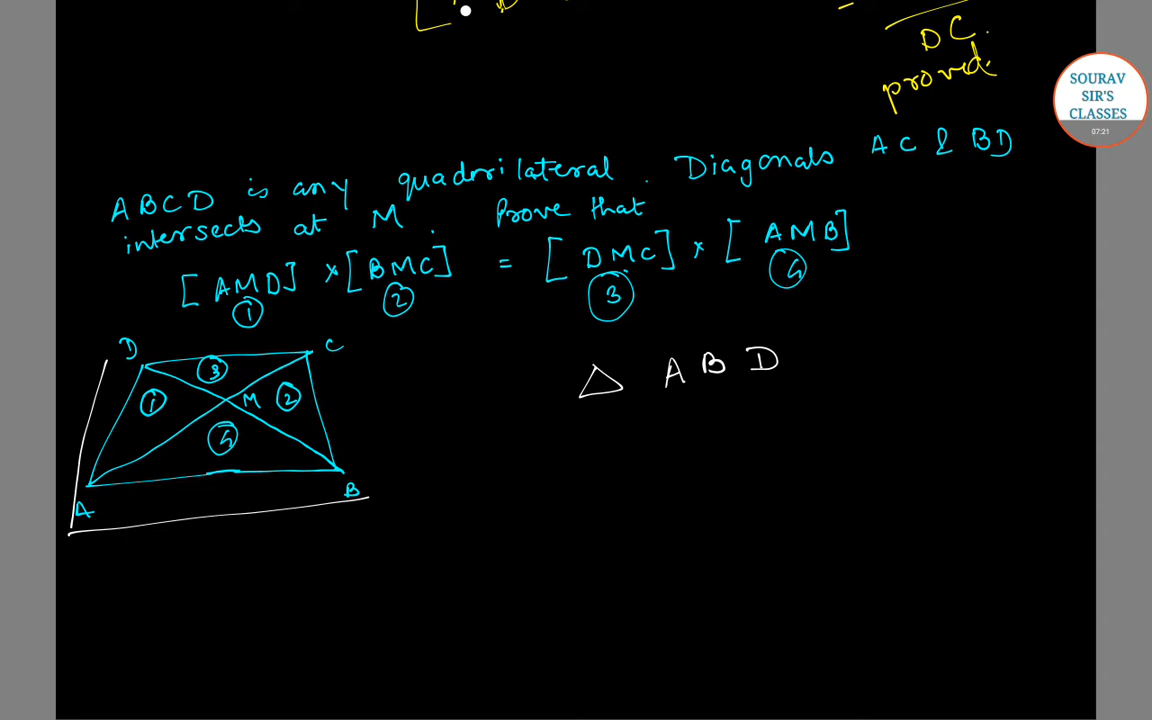 DC.
proved.
SOURAV
SIR'S
CLASSES
07:21
ABCD is any quadrilateral. Diagonals AC & BD
intersects at M Prove that
[AMD] × [BMC] = [DMC] × [AMB]
① ② ③ ④
D C
③
① M ②
④
A B
△ ABD